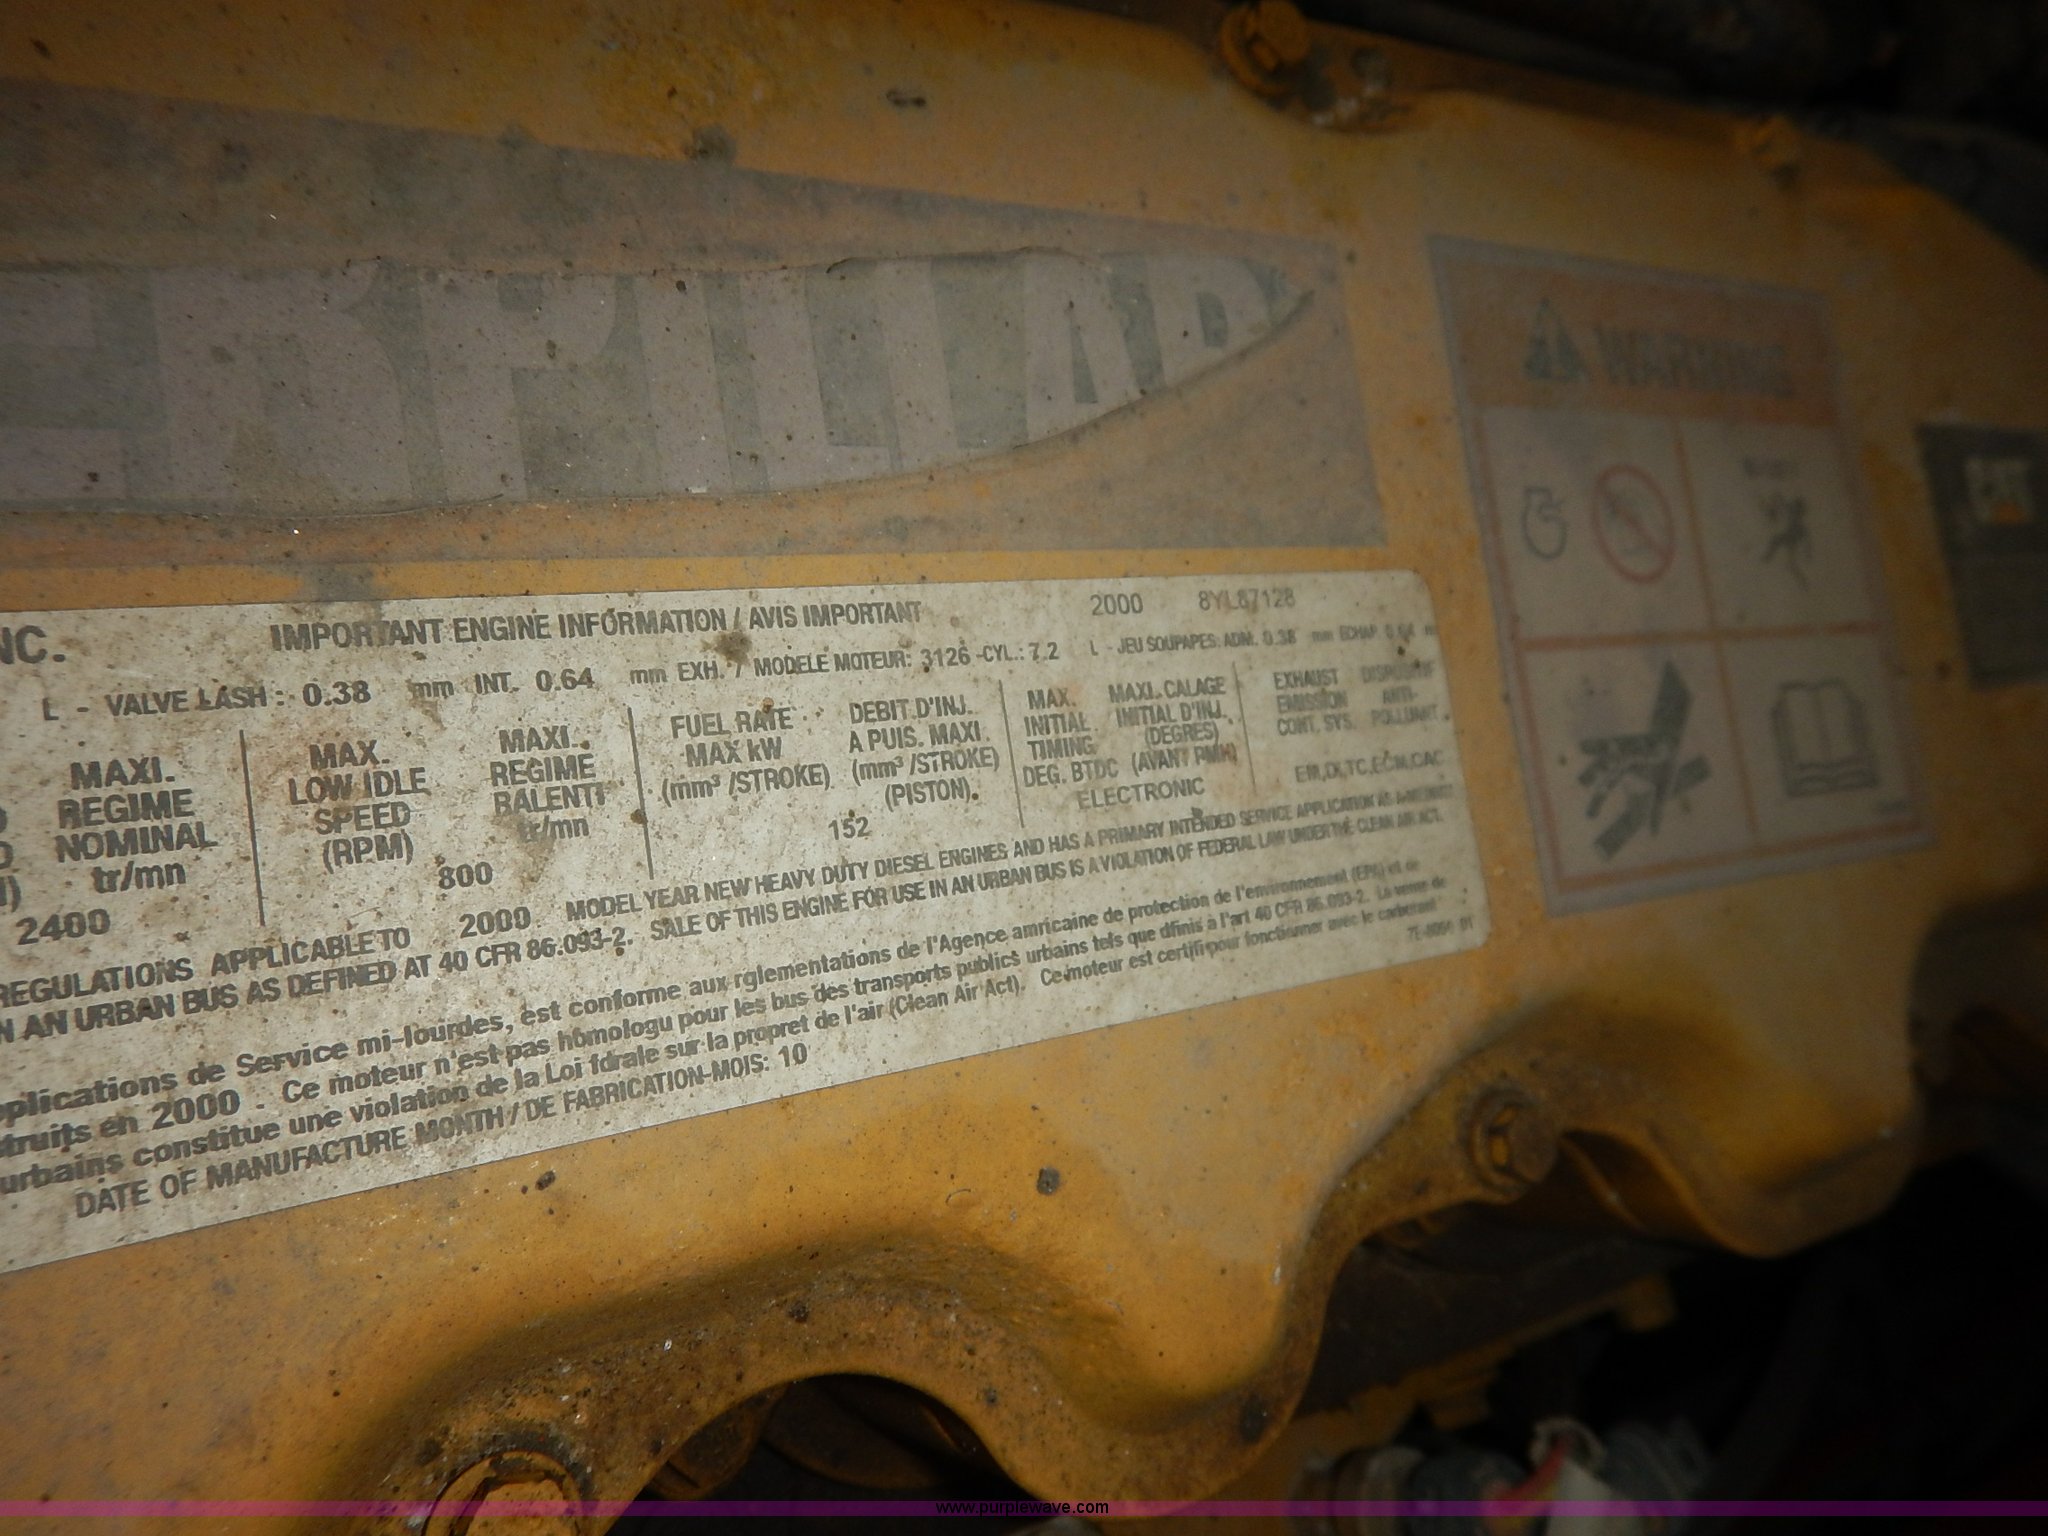 ERPILLAR
WARNING
CAT
NC. IMPORTANT ENGINE INFORMATION / AVIS IMPORTANT 2000 8YL87128
L - VALVE LASH : 0.38 mm INT. 0.64 mm EXH. / MODELE MOTEUR: 3126 -CYL.: 7.2 L - JEU SOUPAPES: ADM. 0.38 mm ECHAP. 0.64 m
MAXI.
REGIME
NOMINAL
tr/mn
2400
MAX.
LOW IDLE
SPEED
(RPM)
MAXI.
REGIME
RALENTI
tr/mn
800
FUEL RATE
MAX kW
(mm³ /STROKE)
DEBIT D'INJ.
A PUIS. MAXI.
(mm³ /STROKE)
(PISTON)
152
MAX.
INITIAL
TIMING
DEG. BTDC
MAXI. CALAGE
INITIAL D'INJ.
(DEGRES)
(AVANT PMH)
ELECTRONIC
EXHAUST
EMISSION
CONT. SYS.
DISPOSITIF
ANTI-
POLLUANT
EM,DI,TC,ECM,CAC
REGULATIONS APPLICABLE TO 2000 MODEL YEAR NEW HEAVY DUTY DIESEL ENGINES AND HAS A PRIMARY INTENDED SERVICE APPLICATION AS A
N AN URBAN BUS AS DEFINED AT 40 CFR 86.093-2. SALE OF THIS ENGINE FOR USE IN AN URBAN BUS IS A VIOLATION OF FEDERAL LAW UNDER THE CLEAN AIR ACT.
pplications de Service mi-lourdes, est conforme aux rglementations de l'Agence amricaine de protection de l'environnement (EPA) et de
truits en 2000 . Ce moteur n'est pas homologu pour les bus des transports publics urbains tels que dfinis a l'art 40 CFR 86.093-2. La vente de
urbains constitue une violation de la Loi fdrale sur la propret de l'air (Clean Air Act). Ce moteur est certifi pour fonctionner avec le carburant
DATE OF MANUFACTURE MONTH / DE FABRICATION-MOIS: 10
www.purplewave.com